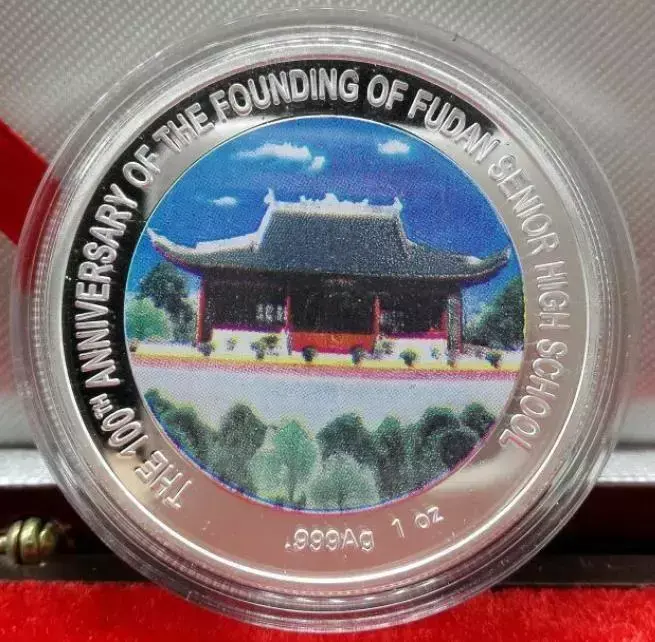 THE 100TH ANNIVERSARY OF THE FOUNDING OF FUDAN SENIOR HIGH SCHOOL
.999Ag 1 oz